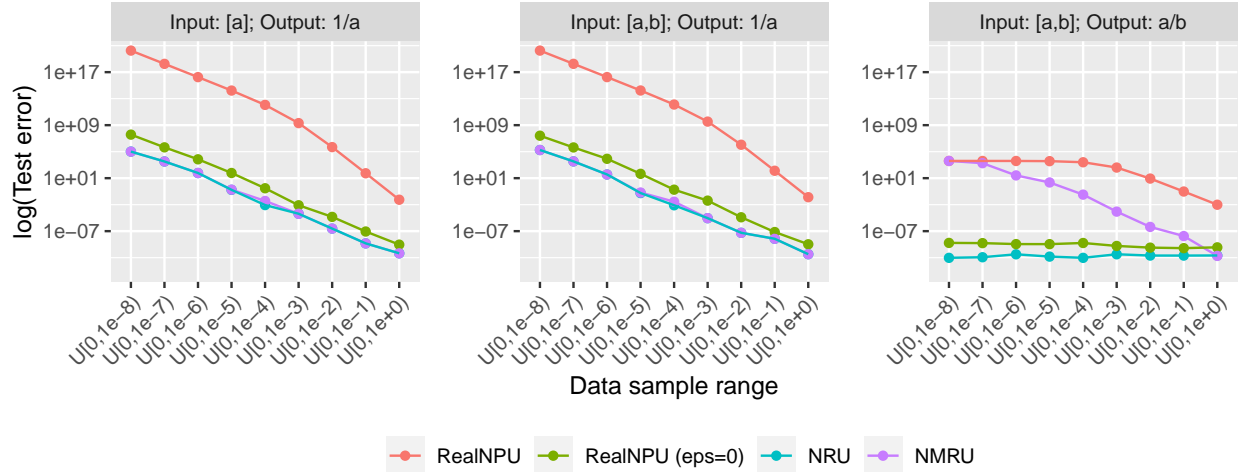 Input: [a]; Output: 1/a
Input: [a,b]; Output: 1/a
Input: [a,b]; Output: a/b
log(Test error)
1e+17
1e+09
1e+01
1e−07
1e+17
1e+09
1e+01
1e−07
1e+17
1e+09
1e+01
1e−07
U[0,1e−8)
U[0,1e−7)
U[0,1e−6)
U[0,1e−5)
U[0,1e−4)
U[0,1e−3)
U[0,1e−2)
U[0,1e−1)
U[0,1e+0)
U[0,1e−8)
U[0,1e−7)
U[0,1e−6)
U[0,1e−5)
U[0,1e−4)
U[0,1e−3)
U[0,1e−2)
U[0,1e−1)
U[0,1e+0)
U[0,1e−8)
U[0,1e−7)
U[0,1e−6)
U[0,1e−5)
U[0,1e−4)
U[0,1e−3)
U[0,1e−2)
U[0,1e−1)
U[0,1e+0)
Data sample range
RealNPU
RealNPU (eps=0)
NRU
NMRU